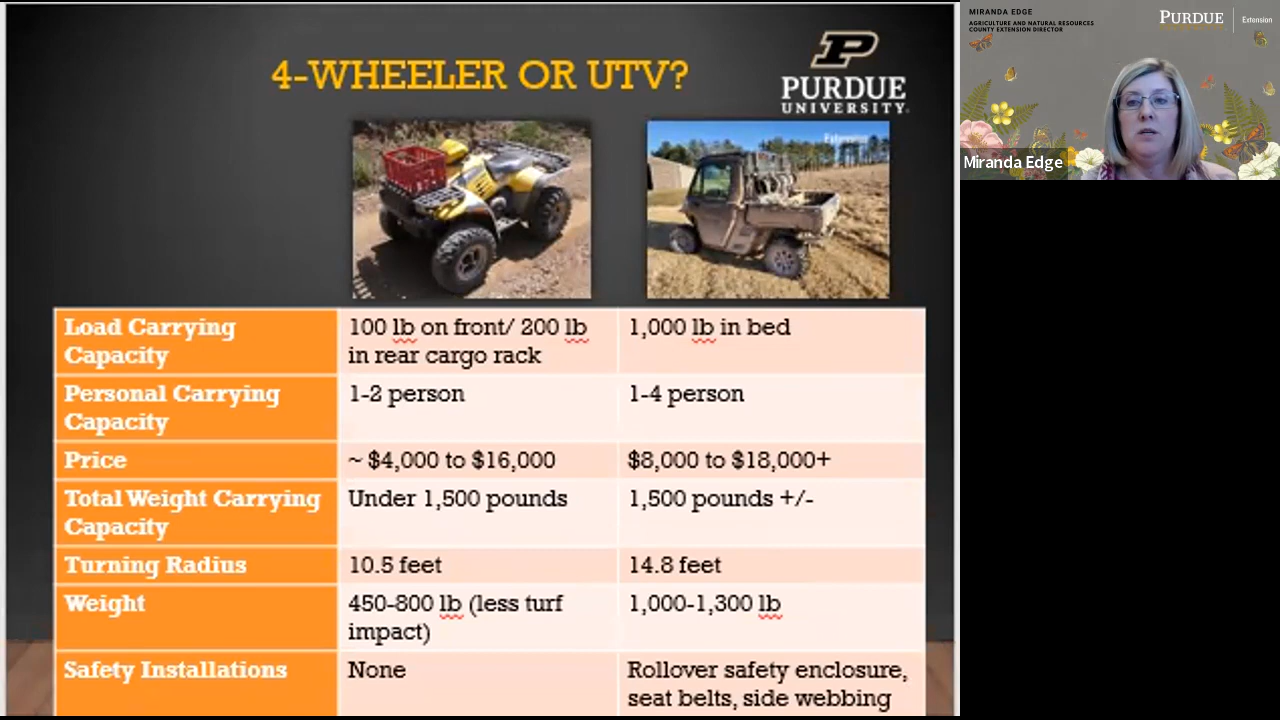 4-WHEELER OR UTV?
PURDUE
UNIVERSITY
Extension
Load Carrying
Capacity
100 lb on front/ 200 lb
in rear cargo rack
1,000 lb in bed
Personal Carrying
Capacity
1-2 person
1-4 person
Price
~ $4,000 to $16,000
$8,000 to $18,000+
Total Weight Carrying
Capacity
Under 1,500 pounds
1,500 pounds +/-
Turning Radius
10.5 feet
14.8 feet
Weight
450-800 lb (less turf
impact)
1,000-1,300 lb
Safety Installations
None
Rollover safety enclosure,
seat belts, side webbing
MIRANDA EDGE
AGRICULTURE AND NATURAL RESOURCES
COUNTY EXTENSION DIRECTOR
PURDUE
Extension
Miranda Edge